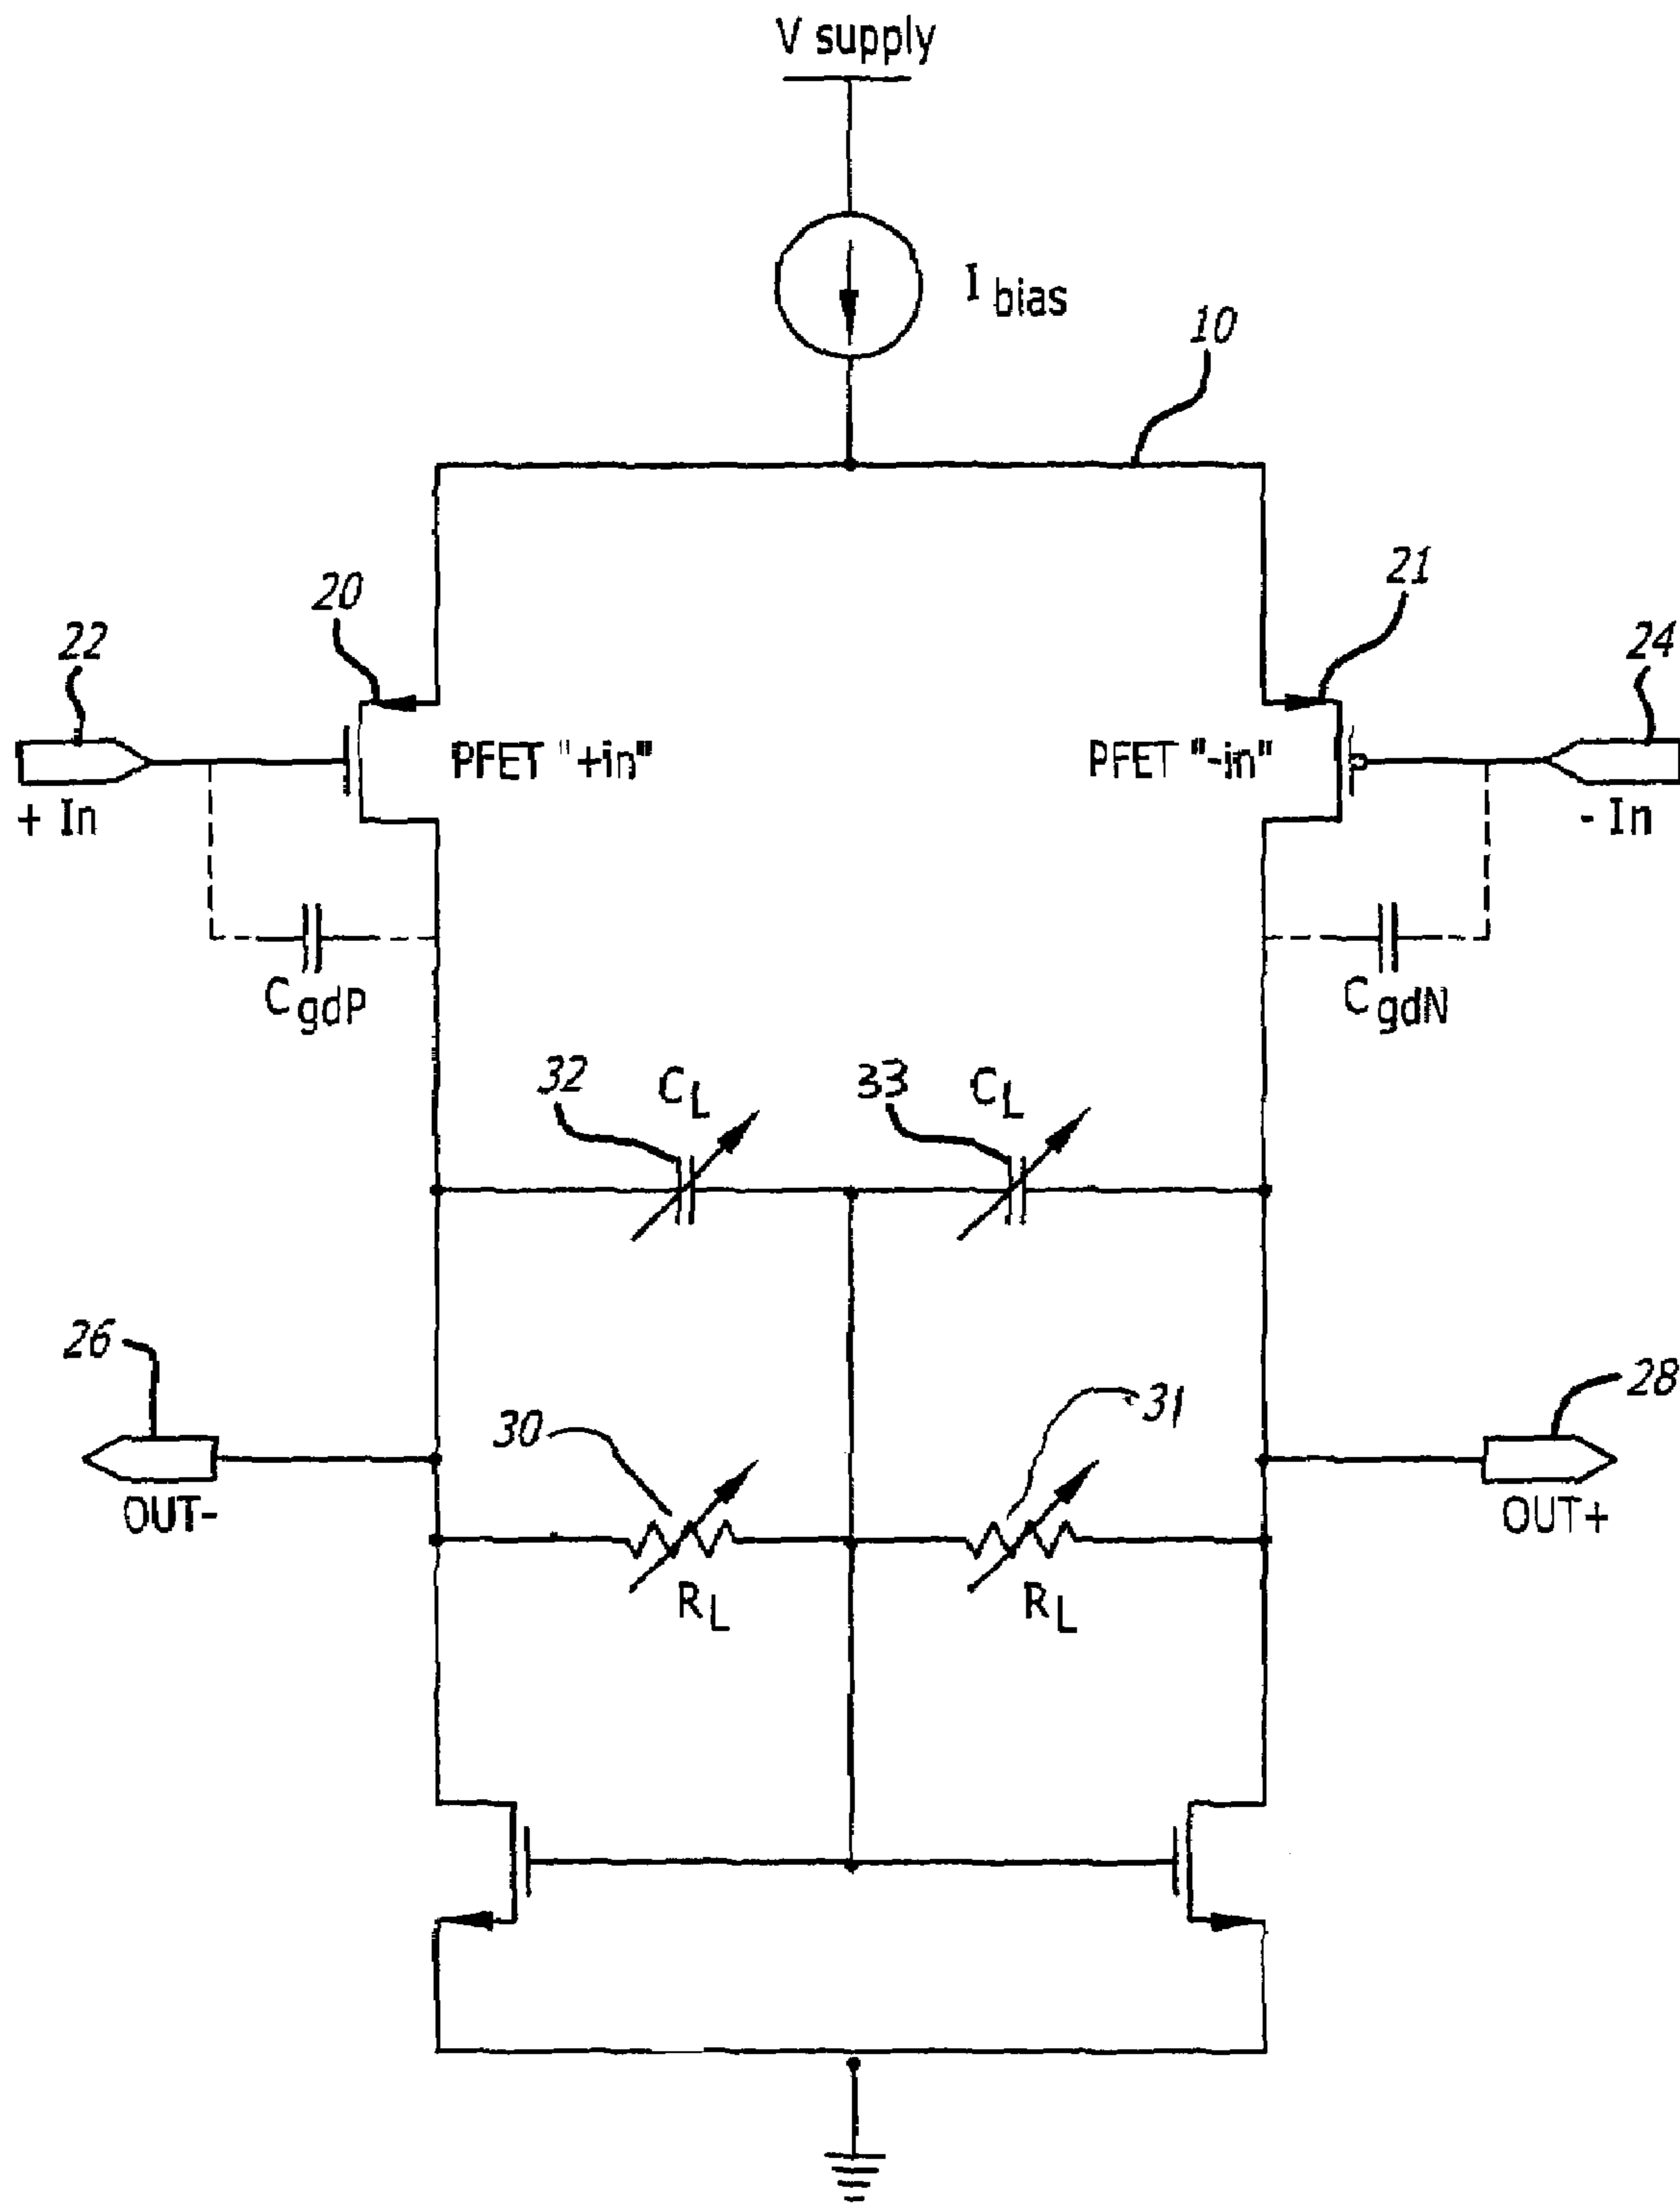 V supply
I bias
10
20
21
22
24
PFET "+in"
PFET "-in"
+ In
- In
CgdP
CgdN
32
CL
33
CL
26
30
31
28
OUT-
OUT+
RL
RL